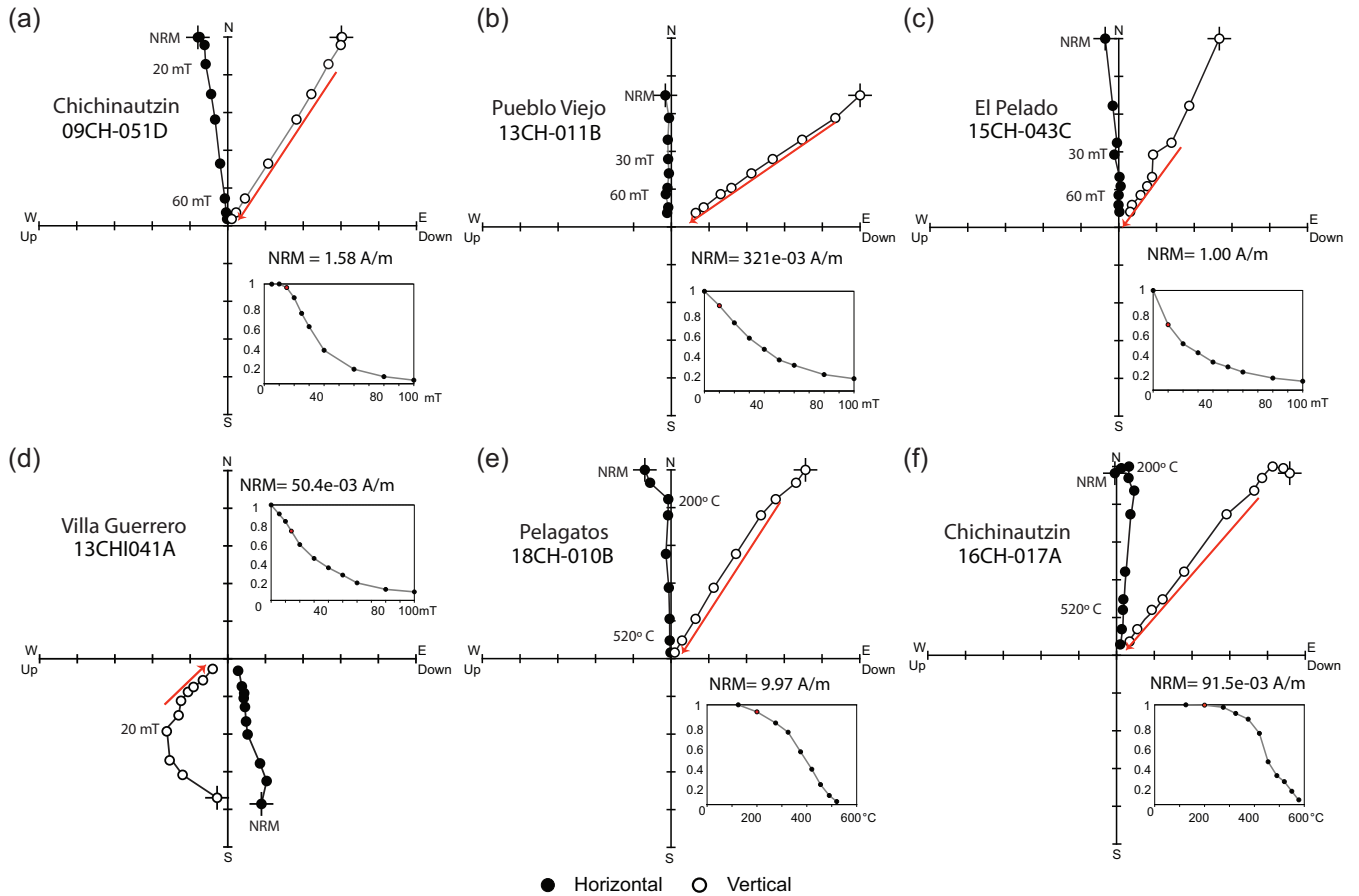 (a)
N
NRM
20 mT
Chichinautzin
09CH-051D
60 mT
W
E
Up
Down
NRM = 1.58 A/m
1
0.8
0.6
0.4
0.2
0
40
80
100
mT
S
(b)
N
NRM
Pueblo Viejo
13CH-011B
30 mT
60 mT
W
E
Up
Down
NRM= 321e-03 A/m
1
0.8
0.6
0.4
0.2
0
40
80
100
mT
S
(c)
N
NRM
El Pelado
15CH-043C
30 mT
60 mT
W
E
Up
Down
NRM= 1.00 A/m
1
0.8
0.6
0.4
0.2
0
40
80
100 mT
S
(d)
N
NRM= 50.4e-03 A/m
Villa Guerrero
13CHI041A
1
0.8
0.6
0.4
0.2
0
40
80
100mT
W
E
Up
Down
20 mT
NRM
S
(e)
N
NRM
200º C
Pelagatos
18CH-010B
520º C
W
E
Up
Down
NRM= 9.97 A/m
1
0.8
0.6
0.4
0.2
0
200
400
600°C
S
(f)
N
200º C
NRM
Chichinautzin
16CH-017A
520º C
W
E
Up
Down
NRM= 91.5e-03 A/m
1
0.8
0.6
0.4
0.2
0
200
400
600 °C
S
Horizontal
Vertical